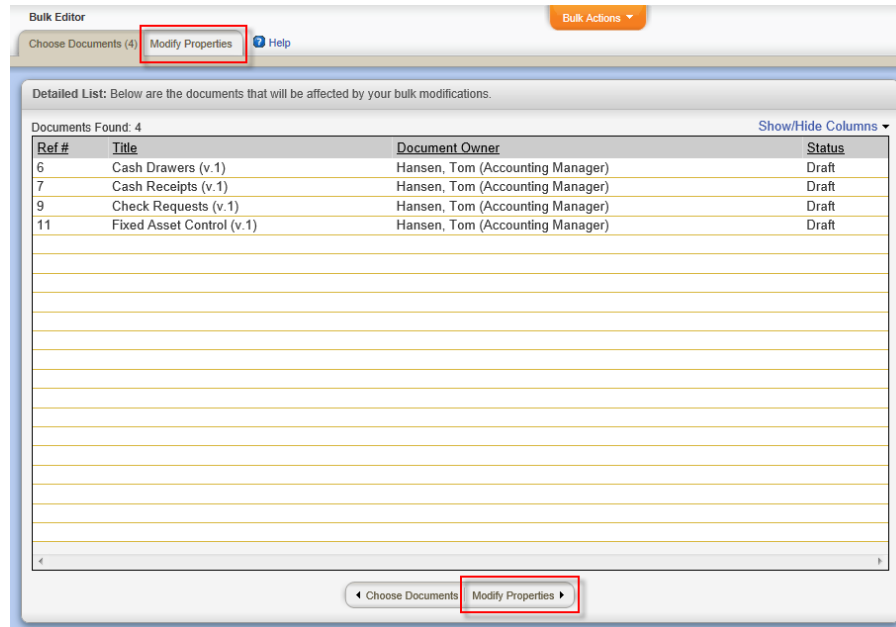 Bulk Editor
Bulk Actions
Choose Documents (4) Modify Properties ? Help
Detailed List: Below are the documents that will be affected by your bulk modifications.
Documents Found: 4 Show/Hide Columns
Ref # Title Document Owner Status
6 Cash Drawers (v.1) Hansen, Tom (Accounting Manager) Draft
7 Cash Receipts (v.1) Hansen, Tom (Accounting Manager) Draft
9 Check Requests (v.1) Hansen, Tom (Accounting Manager) Draft
11 Fixed Asset Control (v.1) Hansen, Tom (Accounting Manager) Draft
Choose Documents Modify Properties